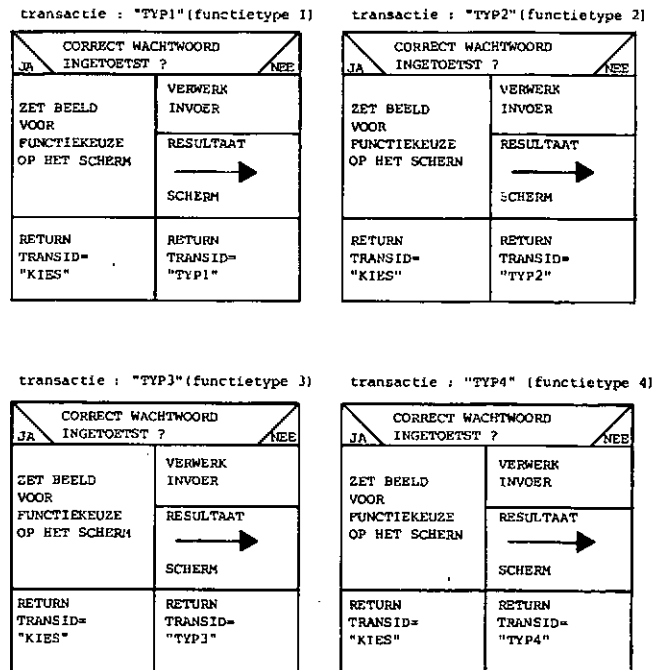 transactie : "TYP1"(functietype 1)
CORRECT WACHTWOORD
JA INGETOETST ? NEE
ZET BEELD
VOOR
FUNCTIEKEUZE
OP HET SCHERM
VERWERK
INVOER
RESULTAAT
SCHERM
RETURN
TRANSID=
"KIES"
RETURN
TRANSID=
"TYP1"
transactie : "TYP2"(functietype 2)
CORRECT WACHTWOORD
JA INGETOETST ? NEE
ZET BEELD
VOOR
FUNCTIEKEUZE
OP HET SCHERN
VERWERK
INVOER
RESULTAAT
SCHERM
RETURN
TRANSID=
"KIES"
RETURN
TRANSID=
"TYP2"
transactie : "TYP3"(functietype 3)
CORRECT WACHTWOORD
JA INGETOETST ? NEE
ZET BEELD
VOOR
FUNCTIEKEUZE
OP HET SCHERM
VERWERK
INVOER
RESULTAAT
SCHERM
RETURN
TRANSID=
"KIES"
RETURN
TRANSID=
"TYP3"
transactie : "TYP4" (functietype 4)
CORRECT WACHTWOORD
JA INGETOETST ? NEE
ZET BEELD
VOOR
FUNCTIEKEUZE
OP HET SCHERN
VERWERK
INVOER
RESULTAAT
SCHERM
RETURN
TRANSID=
"KIES"
RETURN
TRANSID=
"TYP4"